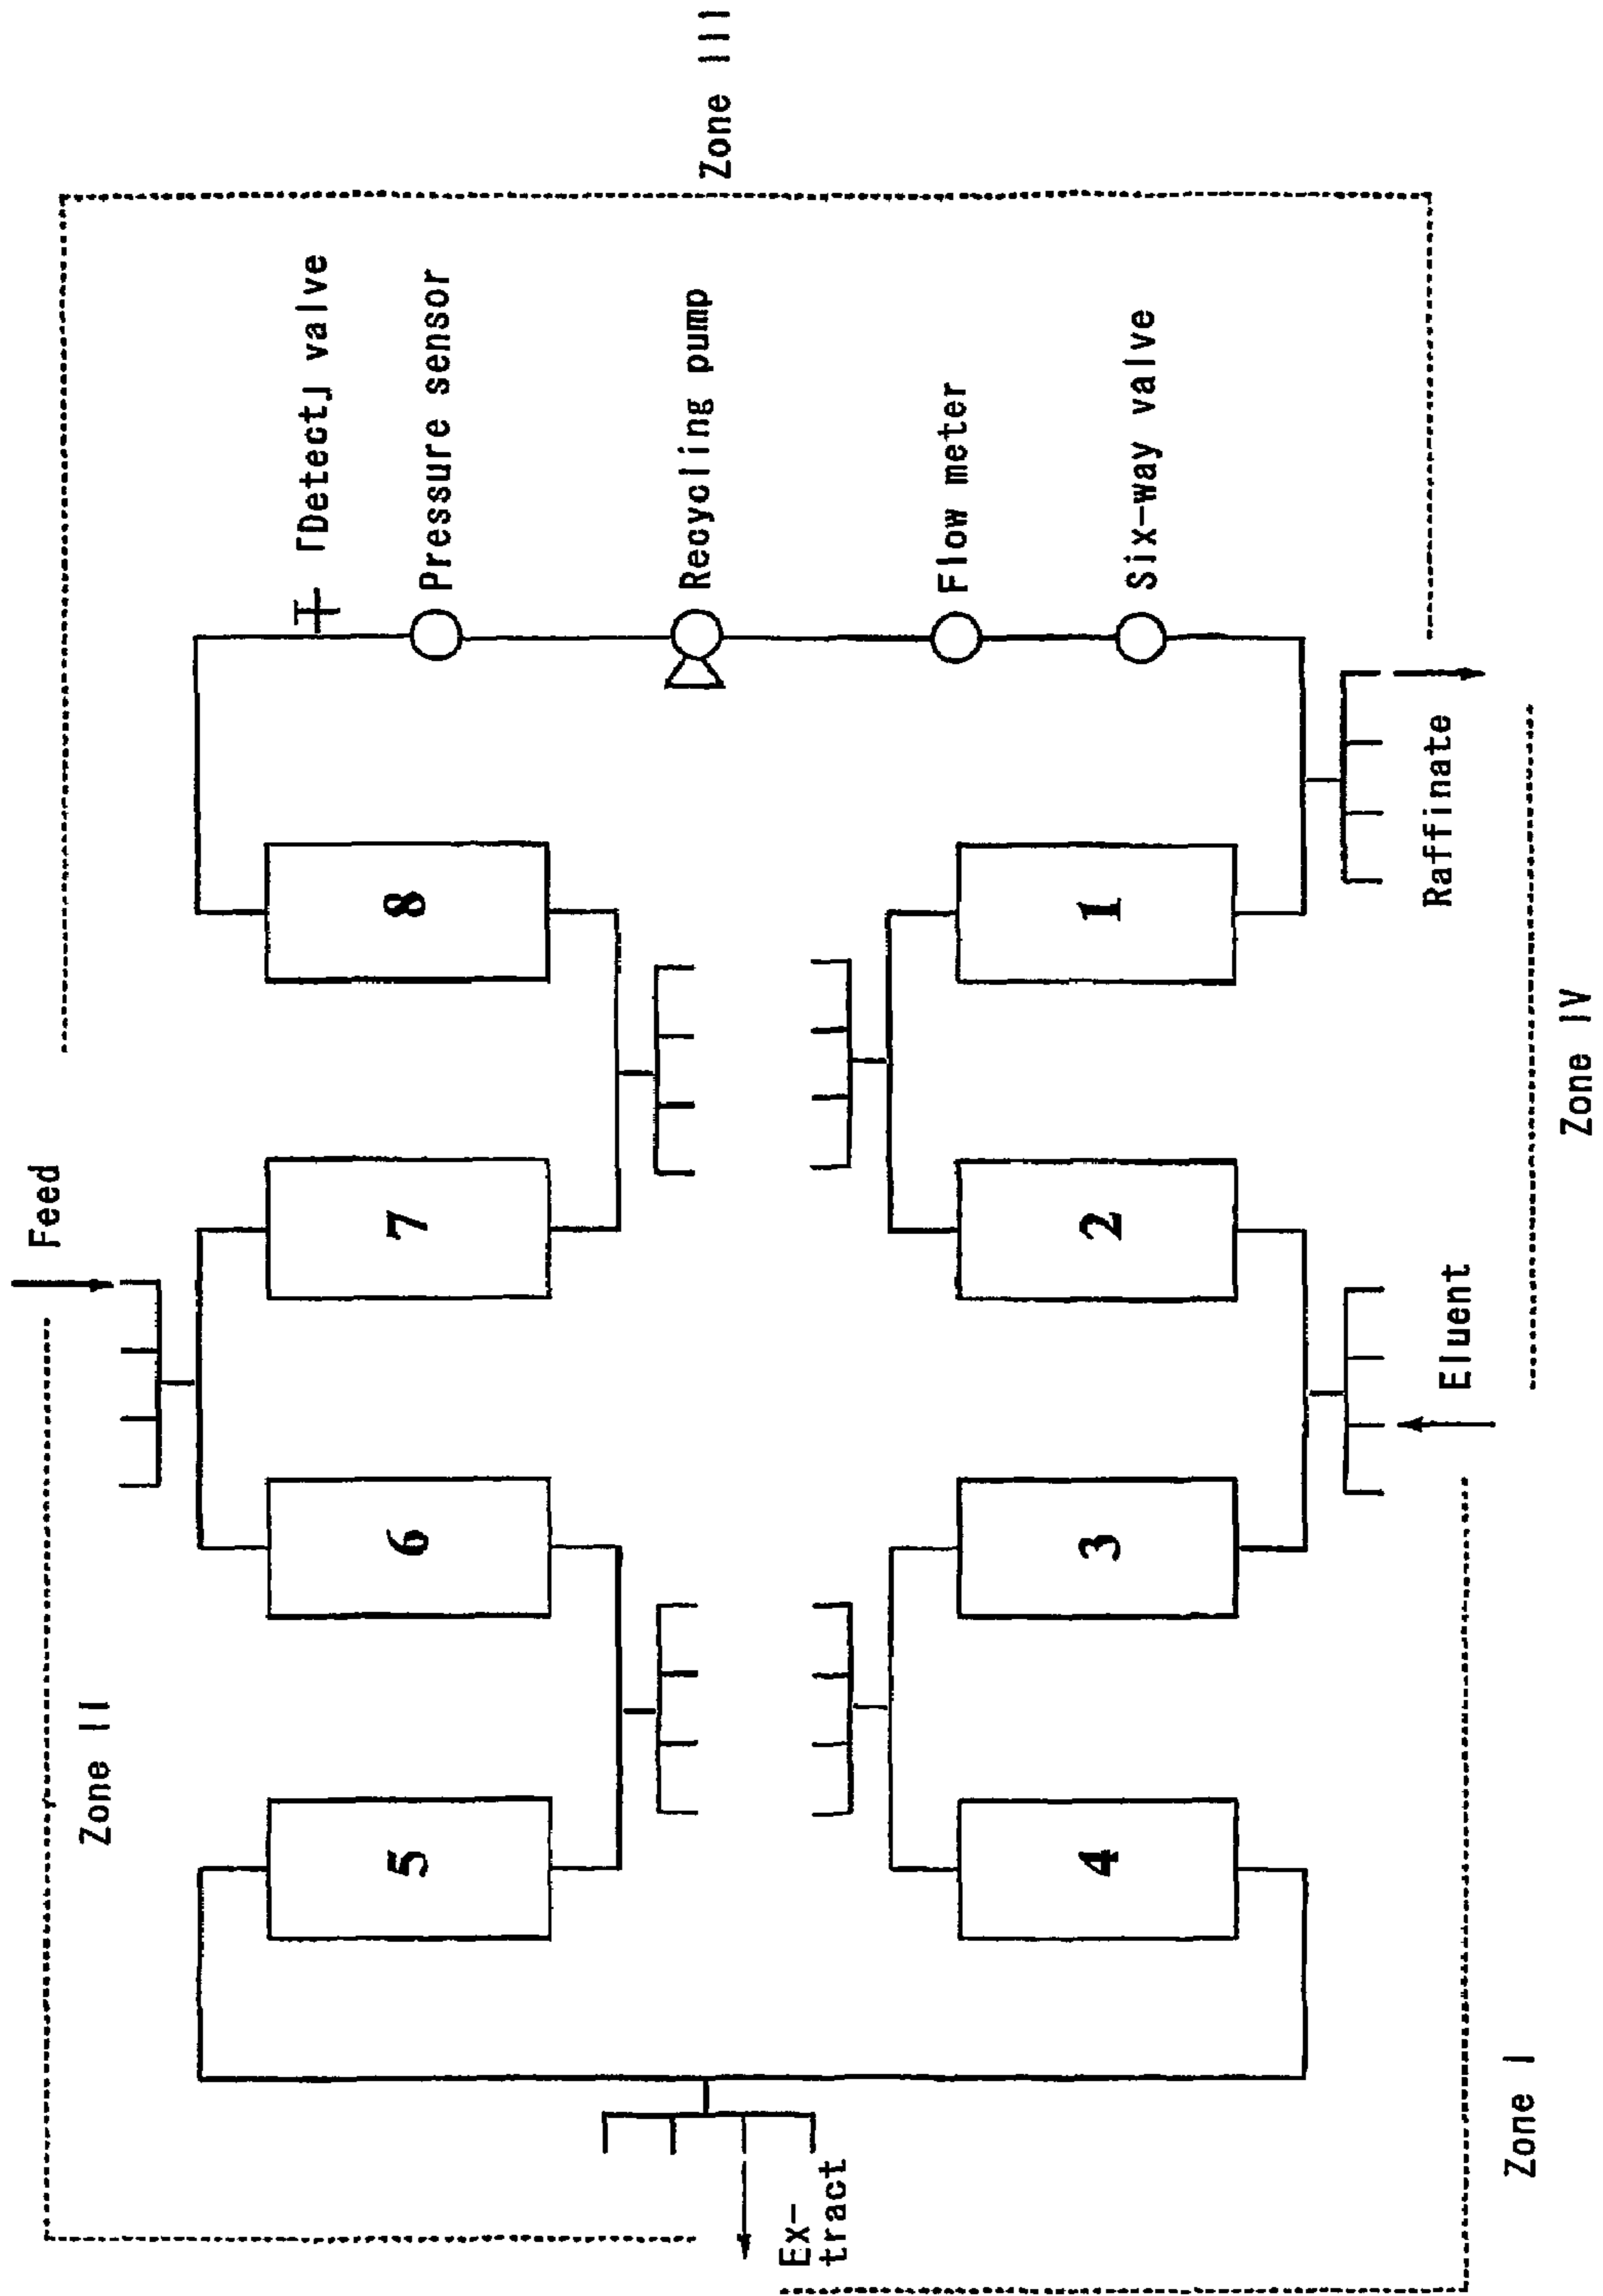 Feed
Zone II
5
6
7
8
「Detect」 valve
Pressure sensor
Recycling pump
Flow meter
Six-way valve
Zone III
Ex-
tract
4
3
2
1
Eluent
Raffinate
Zone I
Zone IV